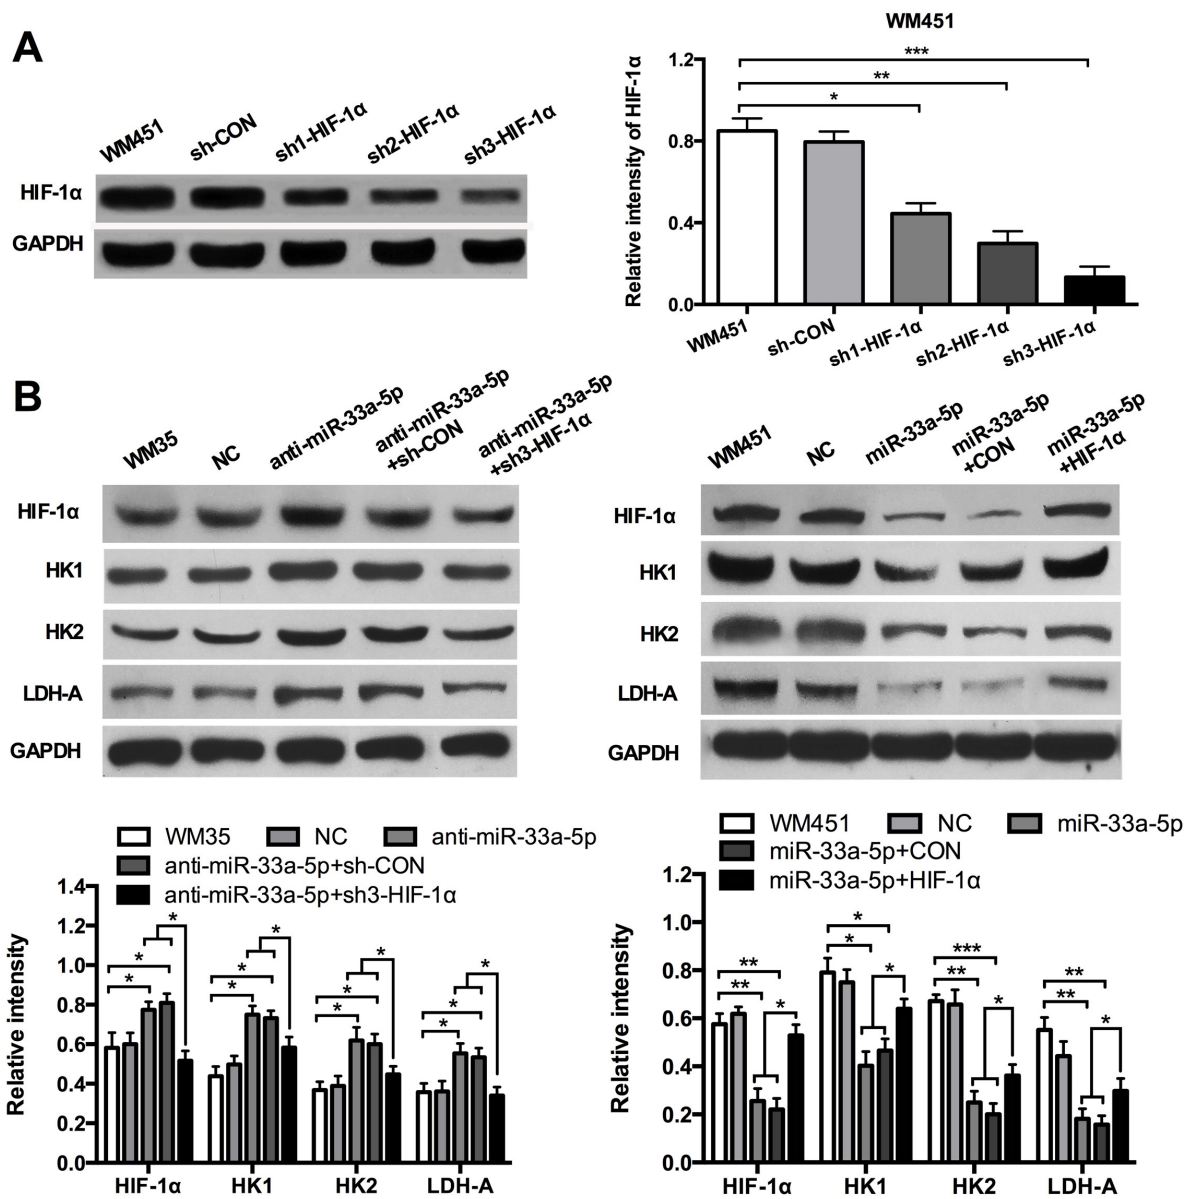 A
WM451
sh-CON
sh1-HIF-1α
sh2-HIF-1α
sh3-HIF-1α
HIF-1α
GAPDH
WM451
Relative intensity of HIF-1α
1.2
0.8
0.4
0.0
***
**
*
WM451
sh-CON
sh1-HIF-1α
sh2-HIF-1α
sh3-HIF-1α
B
WM35
NC
anti-miR-33a-5p
anti-miR-33a-5p
+sh-CON
anti-miR-33a-5p
+sh3-HIF-1α
HIF-1α
HK1
HK2
LDH-A
GAPDH
WM451
NC
miR-33a-5p
miR-33a-5p
+CON
miR-33a-5p
+HIF-1α
HIF-1α
HK1
HK2
LDH-A
GAPDH
WM35 NC anti-miR-33a-5p
anti-miR-33a-5p+sh-CON
anti-miR-33a-5p+sh3-HIF-1α
Relative intensity
1.4
1.2
1.0
0.8
0.6
0.4
0.2
0.0
* * *
* * *
* * *
* * *
HIF-1α HK1 HK2 LDH-A
WM451 NC miR-33a-5p
miR-33a-5p+CON
miR-33a-5p+HIF-1α
Relative intensity
1.2
1.0
0.8
0.6
0.4
0.2
0.0
** ** *
* * *
*** ** *
** ** *
HIF-1α HK1 HK2 LDH-A